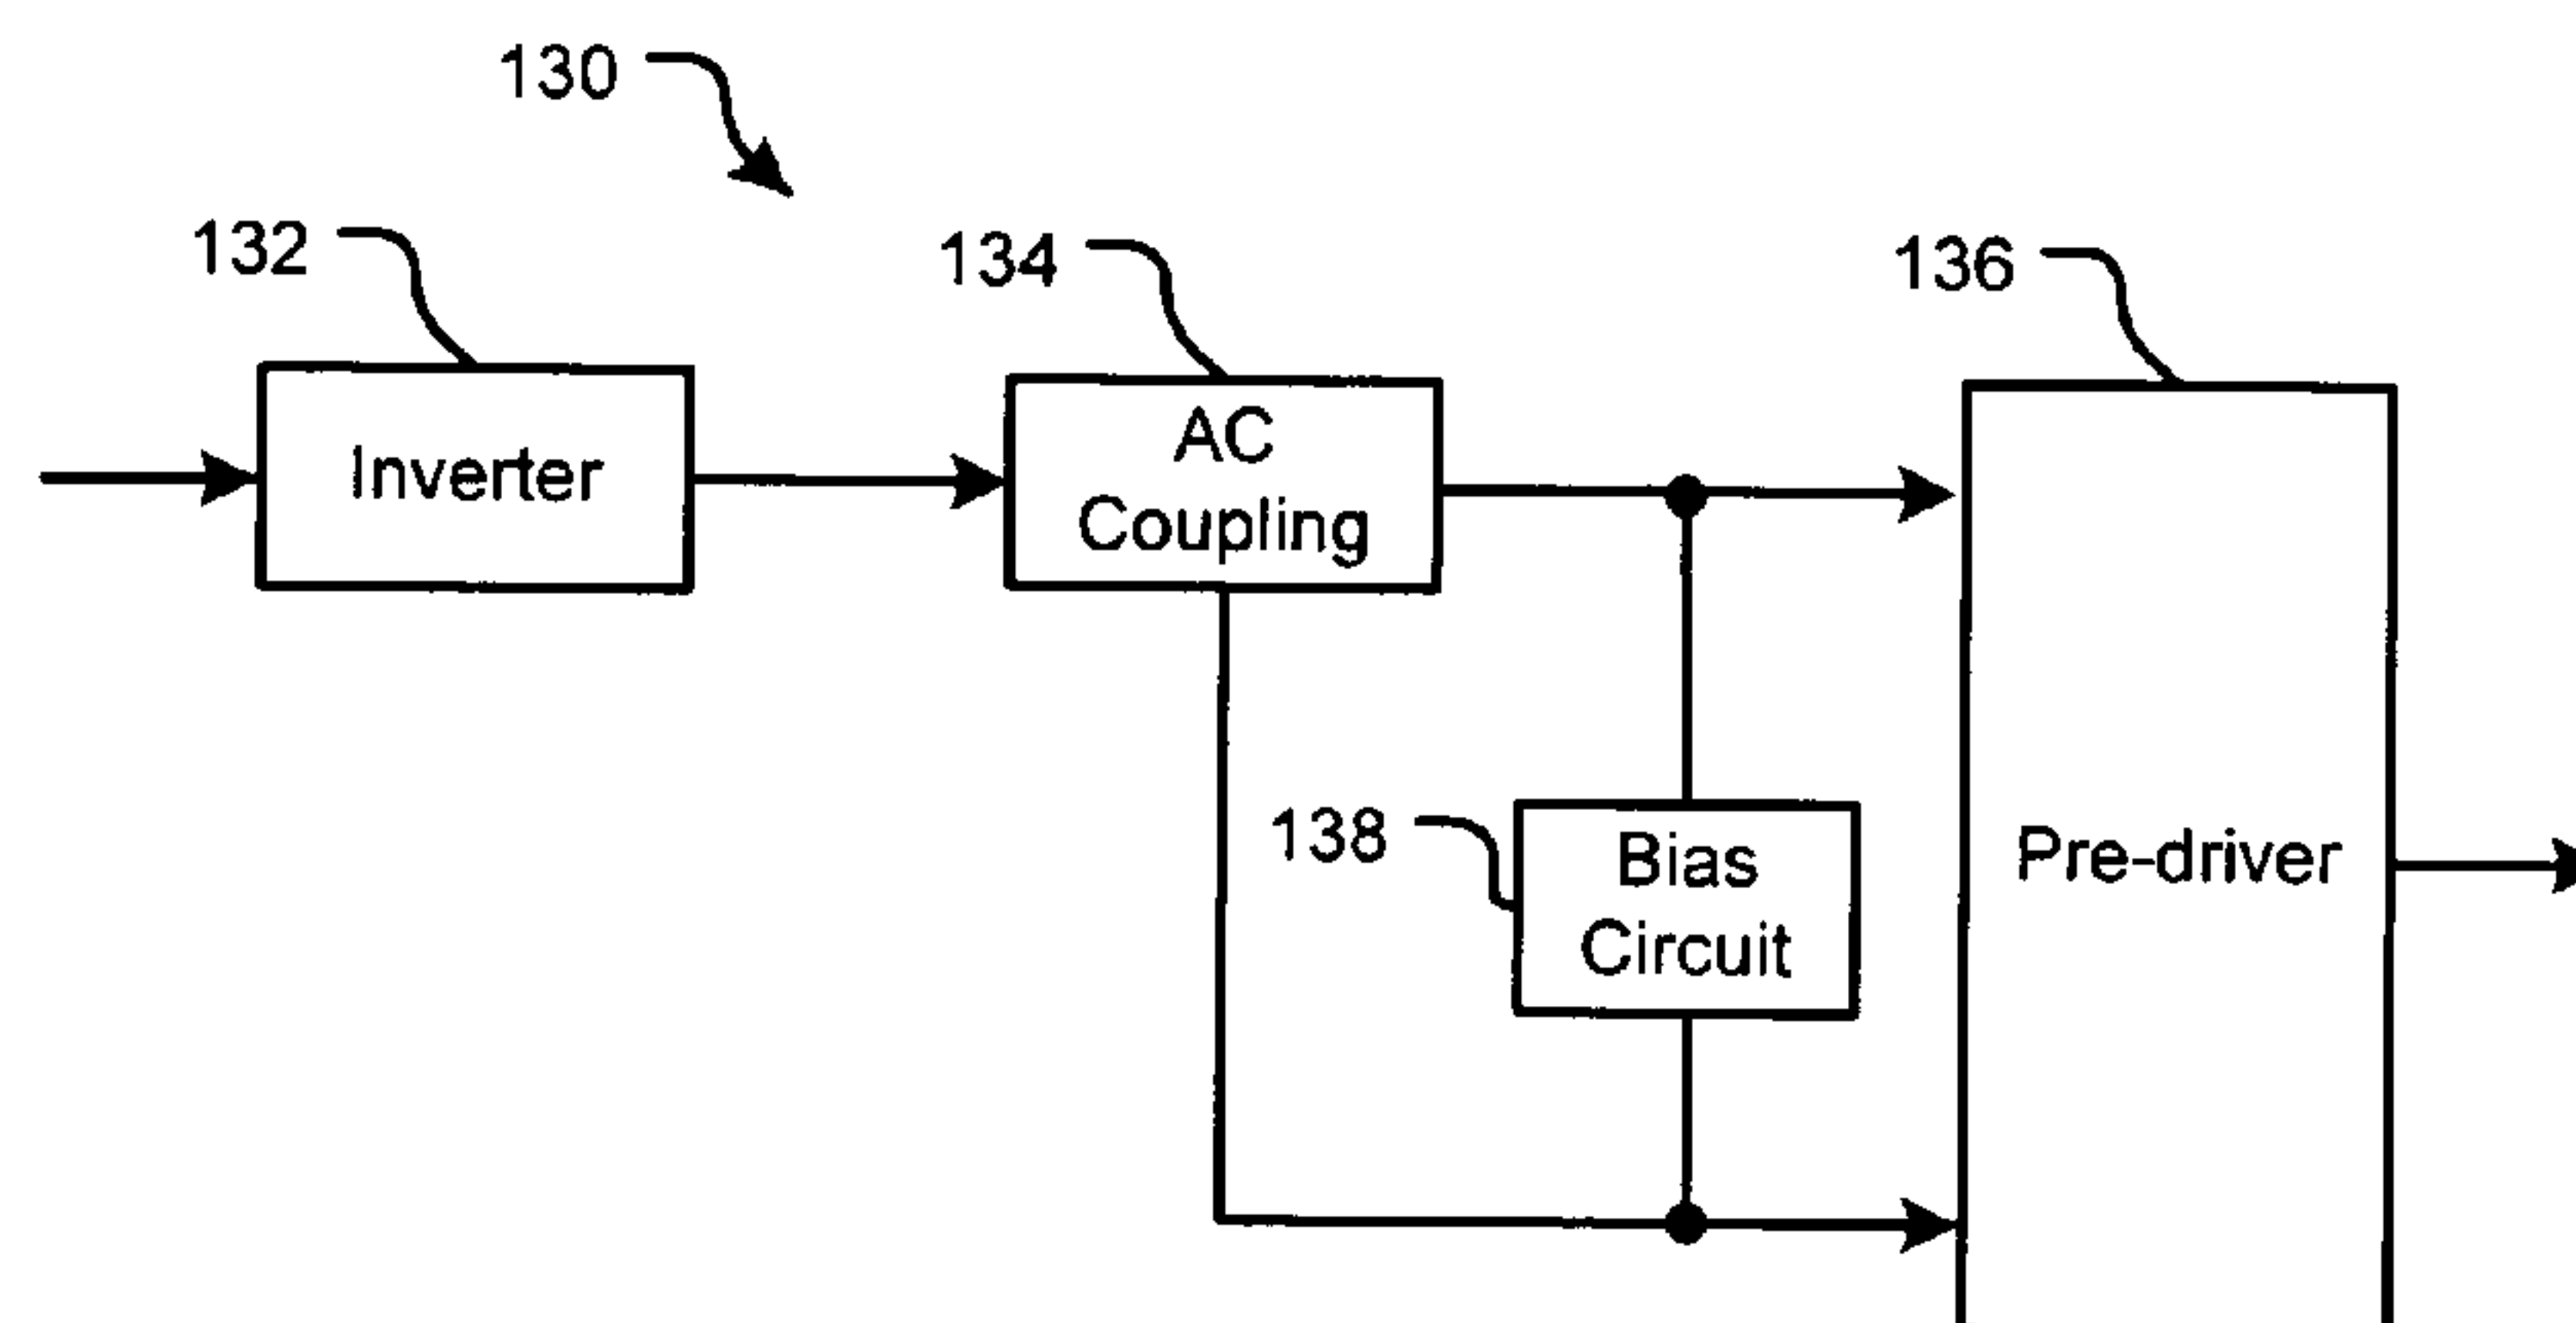 130
132
134
136
Inverter
AC
Coupling
138
Bias
Circuit
Pre-driver